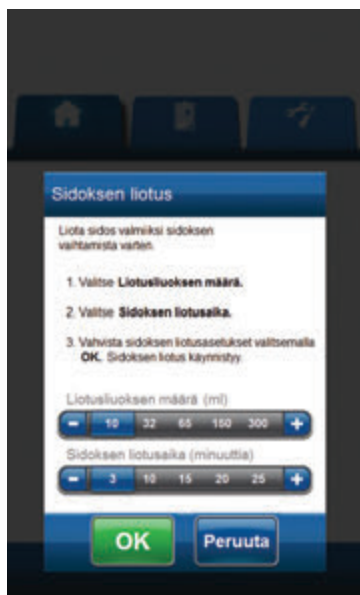 Sidoksen liotus
Liota sidos valmiiksi sidoksen
vaihtamista varten.
1. Valitse Liotusliuoksen määrä.
2. Valitse Sidoksen liotusaika.
3. Vahvista sidoksen liotusasetukset valitsemalla
OK. Sidoksen liotus käynnistyy.
Liotusliuoksen määrä (ml)
- 10 32 65 150 300 +
Sidoksen liotusaika (minuuttia)
- 3 10 15 20 25 +
OK Peruuta